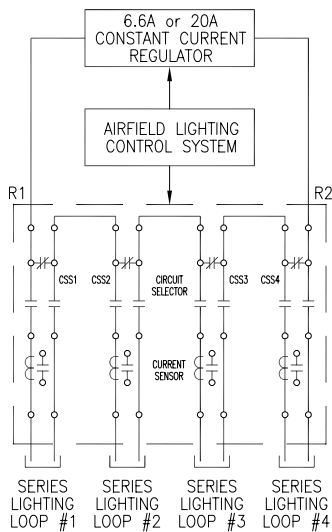 6.6A or 20A
CONSTANT CURRENT
REGULATOR
AIRFIELD LIGHTING
CONTROL SYSTEM
R1
R2
CSS1
CSS2
CIRCUIT
SELECTOR
CSS3
CSS4
CURRENT
SENSOR
SERIES
LIGHTING
LOOP #1
SERIES
LIGHTING
LOOP #2
SERIES
LIGHTING
LOOP #3
SERIES
LIGHTING
LOOP #4